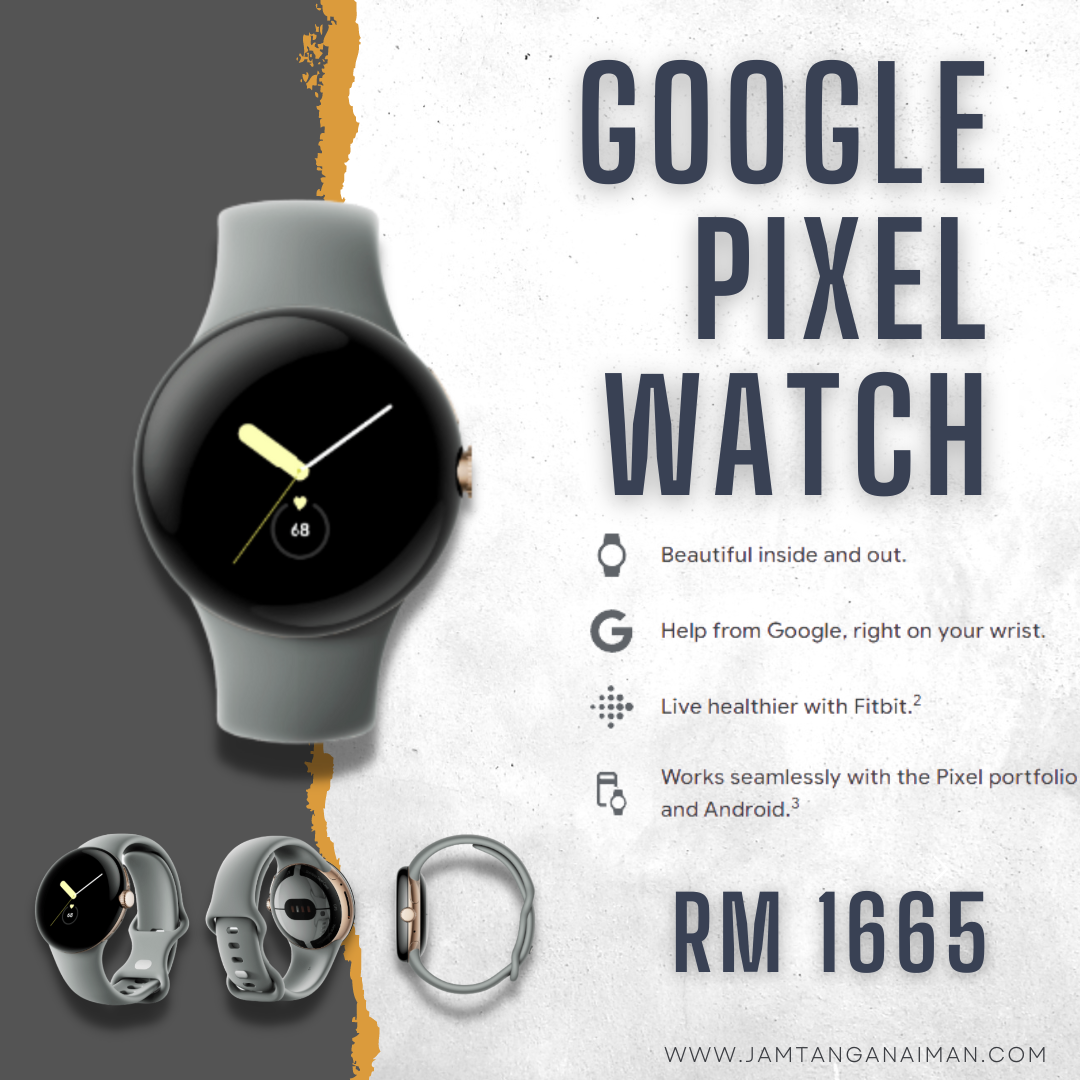 GOOGLE
PIXEL
WATCH
68
Beautiful inside and out.
Help from Google, right on your wrist.
Live healthier with Fitbit.2
Works seamlessly with the Pixel portfolio
and Android.3
68
RM 1665
WWW.JAMTANGANAIMAN.COM